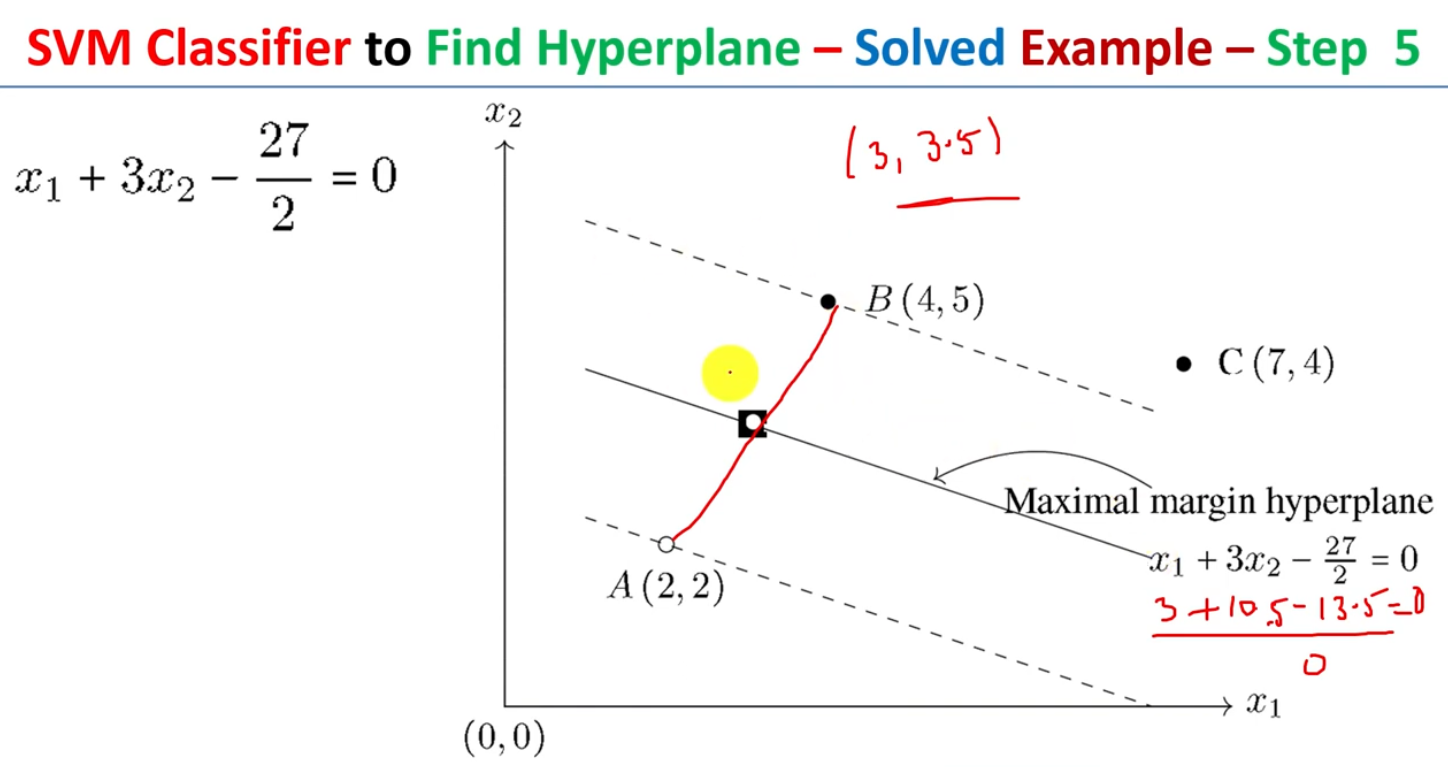 SVM Classifier to Find Hyperplane – Solved Example – Step 5
x₁ + 3x₂ − 27/2 = 0
x₂
(3, 3.5)
B (4, 5)
C (7, 4)
Maximal margin hyperplane
x₁ + 3x₂ − 27/2 = 0
3 + 10.5 - 13.5 = 0
0
A (2, 2)
x₁
(0, 0)